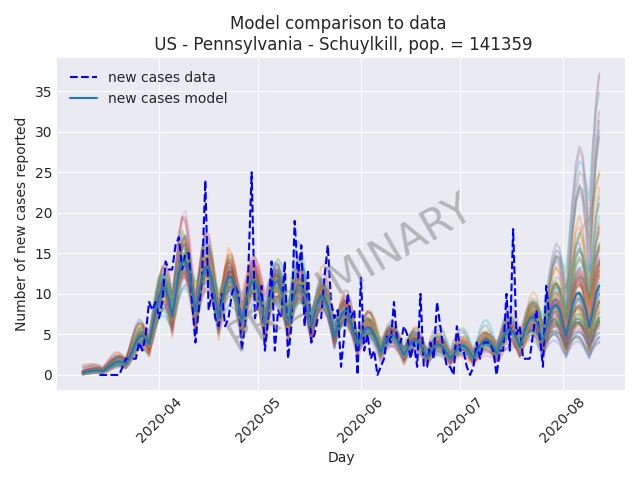 Model comparison to data
US - Pennsylvania - Schuylkill, pop. = 141359
new cases data
new cases model
Number of new cases reported
35
30
25
20
15
10
5
0
PRELIMINARY
2020-04
2020-05
2020-06
2020-07
2020-08
Day